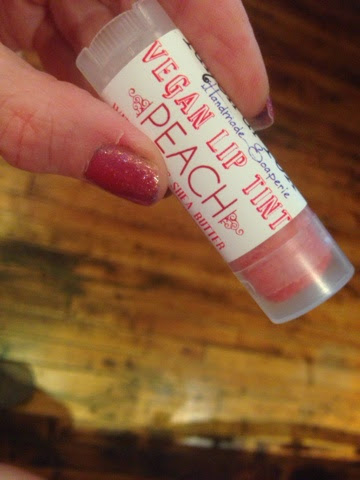 VEGAN LIP TINT
PEACH
SHEA BUTTER
Handmade Soaperie